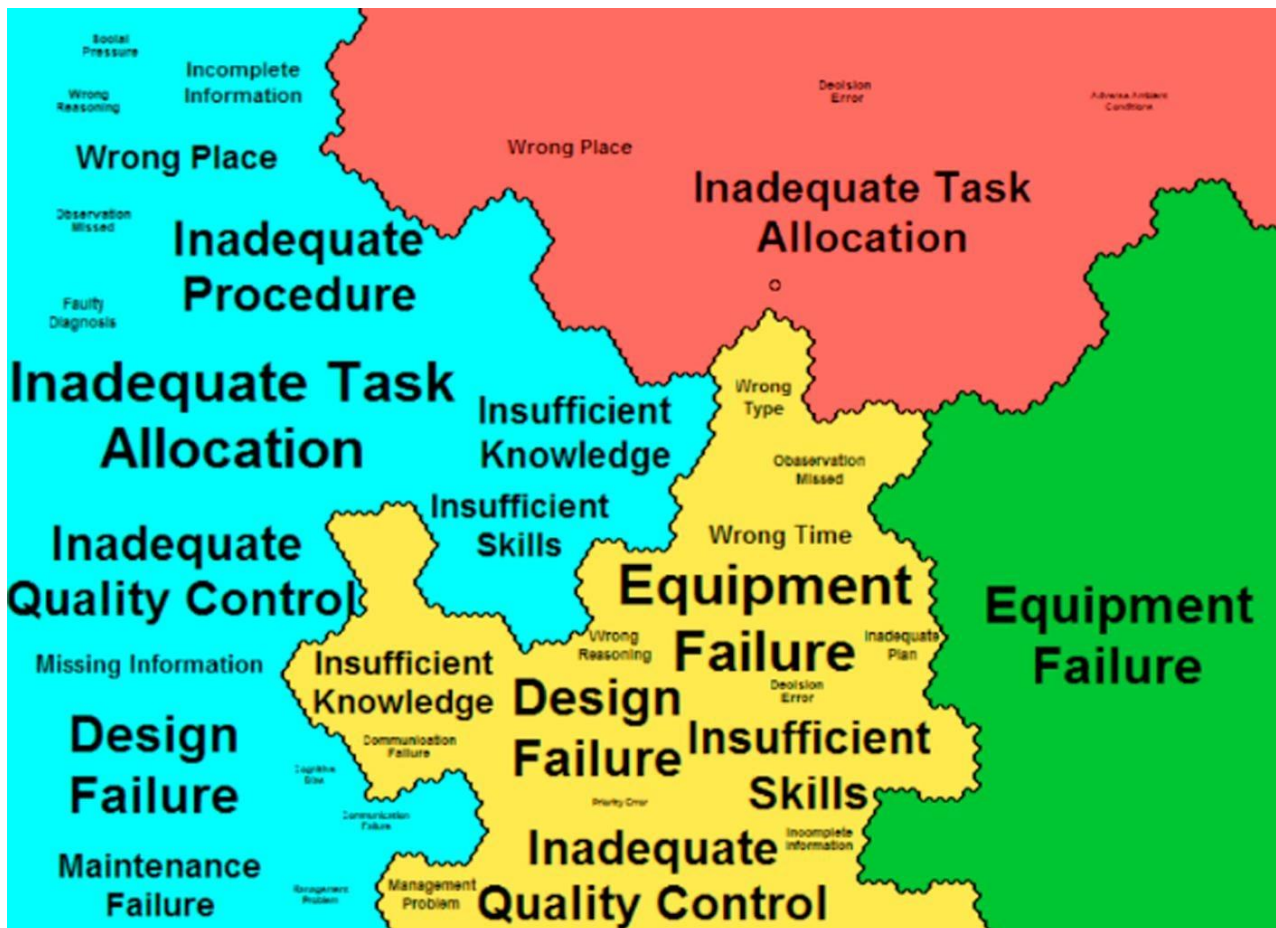 Social
Pressure
Incomplete
Information
Wrong
Reasoning
Wrong Place
Observation
Missed
Inadequate
Procedure
Faulty
Diagnosis
Inadequate Task
Allocation
Insufficient
Knowledge
Insufficient
Skills
Inadequate
Quality Control
Missing Information
Design
Failure
Cognitive
Bias
Communication
Failure
Maintenance
Failure
Management
Problem
Decision
Error
Adverse Ambient
Conditions
Wrong Place
Inadequate Task
Allocation
Wrong
Type
Obaservation
Missed
Wrong Time
Equipment
Failure
Wrong
Reasoning
Inadequate
Plan
Insufficient
Knowledge
Design
Failure
Decision
Error
Communication
Failure
Insufficient
Skills
Priority Error
Inadequate
Quality Control
Incomplete
Information
Management
Problem
Equipment
Failure